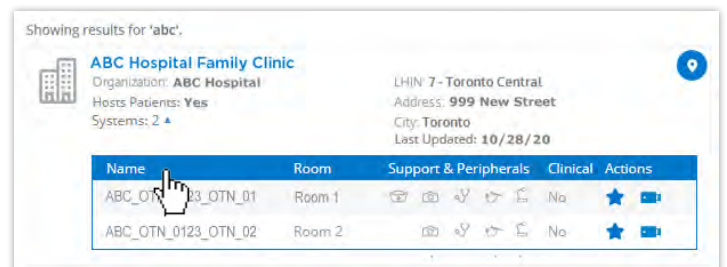 Showing results for 'abc'.
ABC Hospital Family Clinic
Organization: ABC Hospital
LHIN: 7 - Toronto Central
Hosts Patients: Yes
Address: 999 New Street
Systems: 2
City: Toronto
Last Updated: 10/28/20
Name Room Support & Peripherals Clinical Actions
Room 1 No
ABC_OTN_0123_OTN_02 Room 2 No